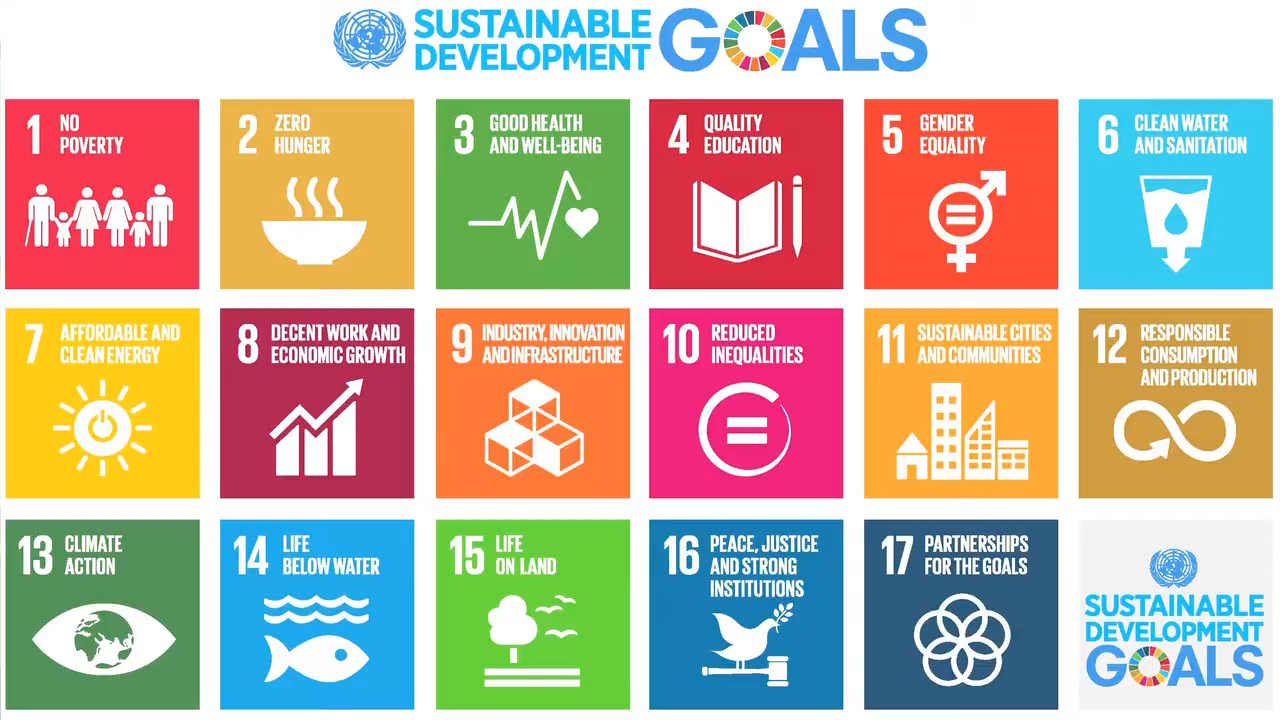 SUSTAINABLE
DEVELOPMENT
GOALS
1 NO
POVERTY
2 ZERO
HUNGER
3 GOOD HEALTH
AND WELL-BEING
4 QUALITY
EDUCATION
5 GENDER
EQUALITY
6 CLEAN WATER
AND SANITATION
7 AFFORDABLE AND
CLEAN ENERGY
8 DECENT WORK AND
ECONOMIC GROWTH
9 INDUSTRY, INNOVATION
AND INFRASTRUCTURE
10 REDUCED
INEQUALITIES
11 SUSTAINABLE CITIES
AND COMMUNITIES
12 RESPONSIBLE
CONSUMPTION
AND PRODUCTION
13 CLIMATE
ACTION
14 LIFE
BELOW WATER
15 LIFE
ON LAND
16 PEACE, JUSTICE
AND STRONG
INSTITUTIONS
17 PARTNERSHIPS
FOR THE GOALS
SUSTAINABLE
DEVELOPMENT
GOALS